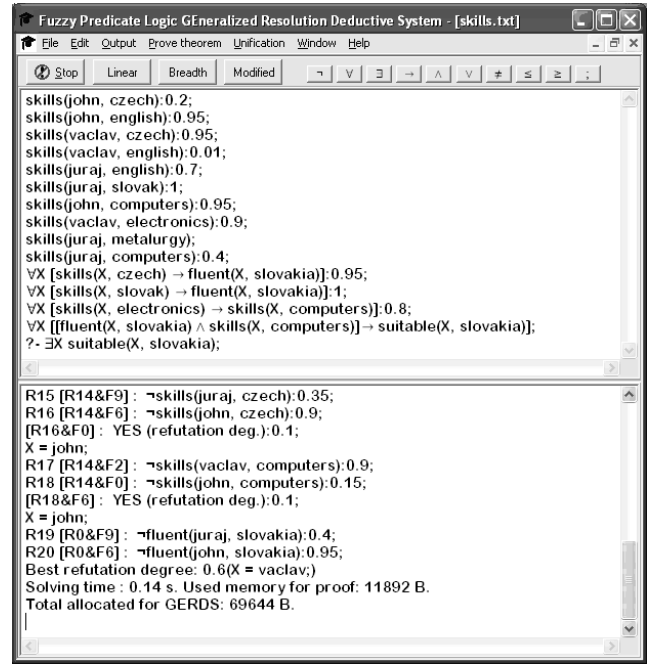 Fuzzy Predicate Logic GEneralized Resolution Deductive System - [skills.txt]
File Edit Output Prove theorem Unification Window Help
Stop Linear Breadth Modified ¬ ∀ ∃ → ∧ ∨ ≠ ≤ ≥ ;
skills(john, czech):0.2;
skills(john, english):0.95;
skills(vaclav, czech):0.95;
skills(vaclav, english):0.01;
skills(juraj, english):0.7;
skills(juraj, slovak):1;
skills(john, computers):0.95;
skills(vaclav, electronics):0.9;
skills(juraj, metalurgy);
skills(juraj, computers):0.4;
∀X [skills(X, czech) → fluent(X, slovakia)]:0.95;
∀X [skills(X, slovak) → fluent(X, slovakia)]:1;
∀X [skills(X, electronics) → skills(X, computers)]:0.8;
∀X [[fluent(X, slovakia) ∧ skills(X, computers)]→ suitable(X, slovakia)];
?- ∃X suitable(X, slovakia);
R15 [R14&F9] : ¬skills(juraj, czech):0.35;
R16 [R14&F6] : ¬skills(john, czech):0.9;
[R16&F0] : YES (refutation deg.):0.1;
X = john;
R17 [R14&F2] : ¬skills(vaclav, computers):0.9;
R18 [R14&F0] : ¬skills(john, computers):0.15;
[R18&F6] : YES (refutation deg.):0.1;
X = john;
R19 [R0&F9] : ¬fluent(juraj, slovakia):0.4;
R20 [R0&F6] : ¬fluent(john, slovakia):0.95;
Best refutation degree: 0.6(X = vaclav;)
Solving time : 0.14 s. Used memory for proof: 11892 B.
Total allocated for GERDS: 69644 B.